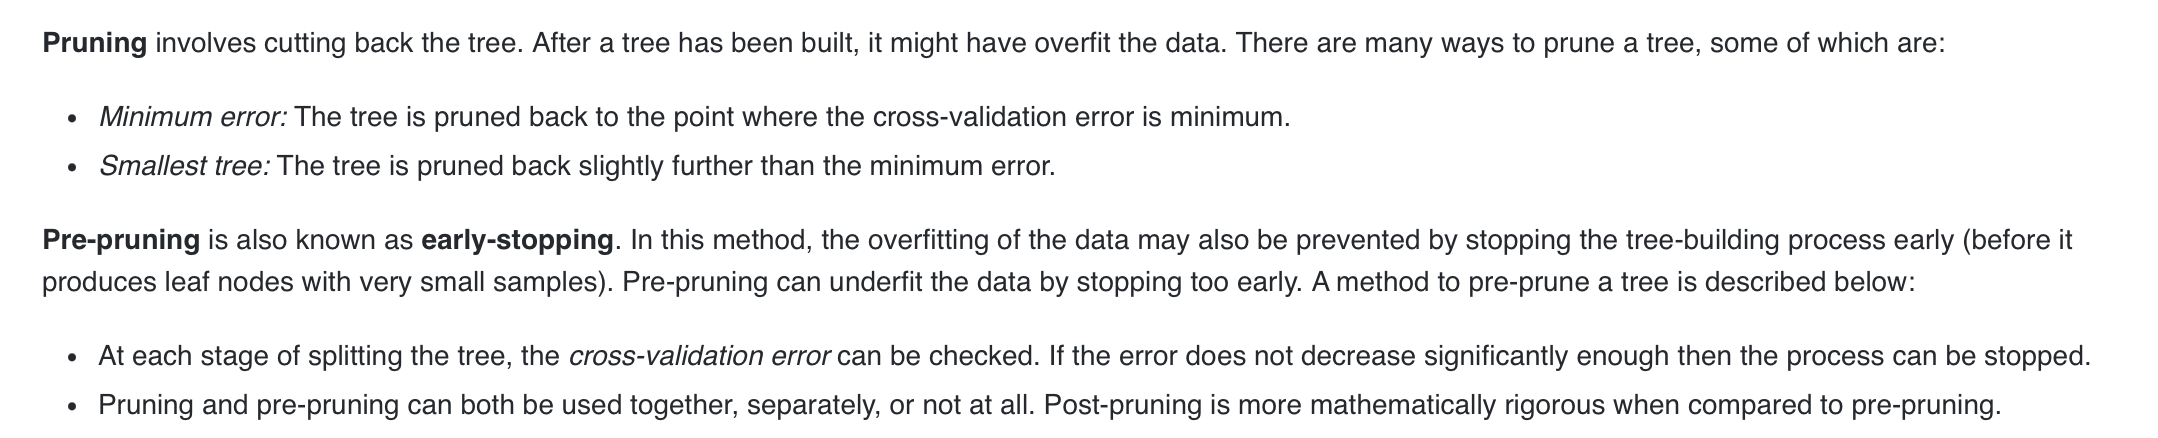 Pruning involves cutting back the tree. After a tree has been built, it might have overfit the data. There are many ways to prune a tree, some of which are:
• Minimum error: The tree is pruned back to the point where the cross-validation error is minimum.
• Smallest tree: The tree is pruned back slightly further than the minimum error.
Pre-pruning is also known as early-stopping. In this method, the overfitting of the data may also be prevented by stopping the tree-building process early (before it
produces leaf nodes with very small samples). Pre-pruning can underfit the data by stopping too early. A method to pre-prune a tree is described below:
• At each stage of splitting the tree, the cross-validation error can be checked. If the error does not decrease significantly enough then the process can be stopped.
• Pruning and pre-pruning can both be used together, separately, or not at all. Post-pruning is more mathematically rigorous when compared to pre-pruning.